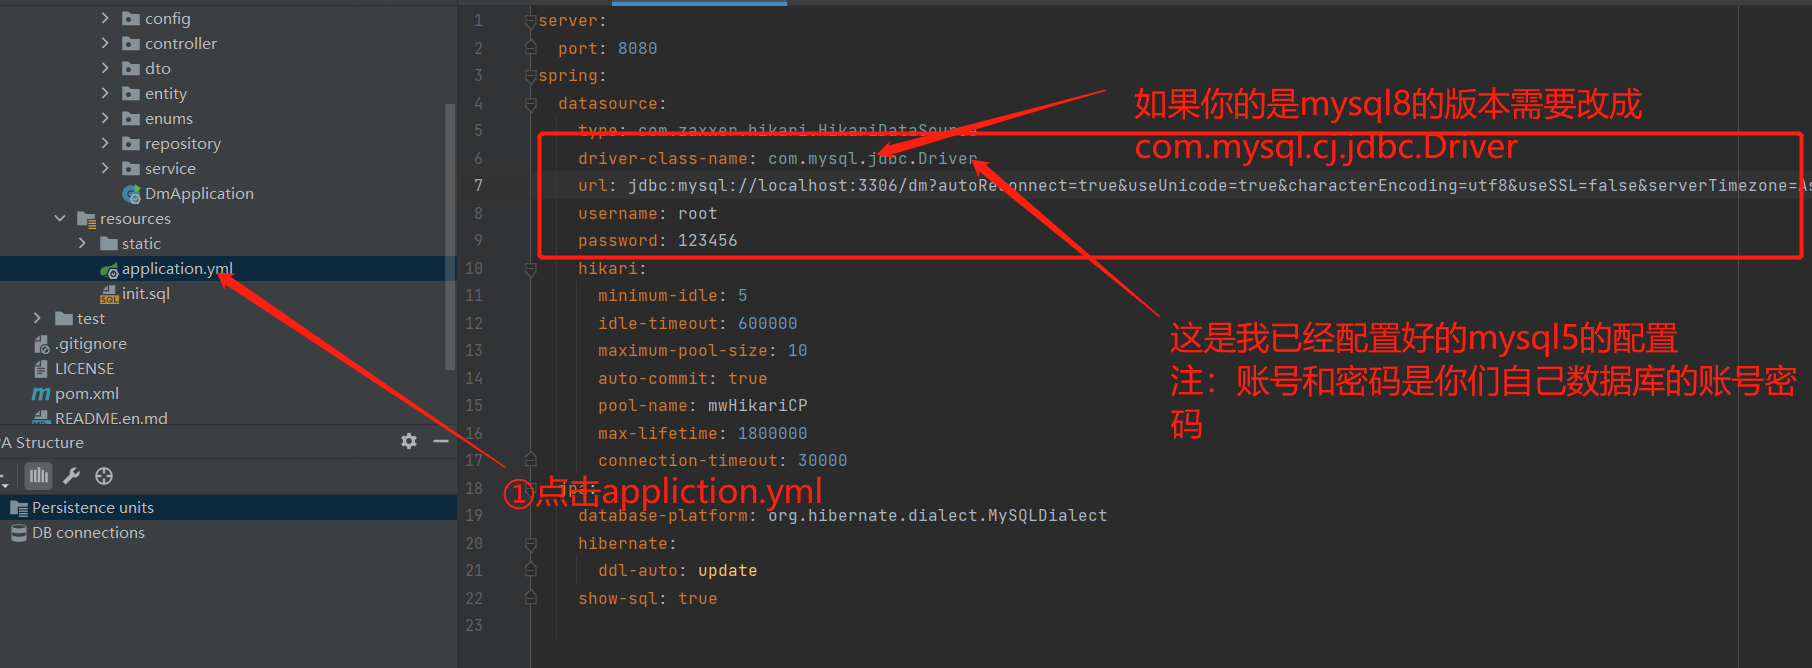 config
controller
dto
entity
enums
repository
service
DmApplication
resources
static
application.yml
init.sql
test
.gitignore
LICENSE
pom.xml
README.en.md
A Structure
Persistence units
DB connections
1 server:
2 port: 8080
3 spring:
4 datasource:
5 type: com.zaxxer.hikari.HikariDataSource
6 driver-class-name: com.mysql.jdbc.Driver
7 url: jdbc:mysql://localhost:3306/dm?autoReconnect=true&useUnicode=true&characterEncoding=utf8&useSSL=false&serverTimezone=As
8 username: root
9 password: 123456
10 hikari:
11 minimum-idle: 5
12 idle-timeout: 600000
13 maximum-pool-size: 10
14 auto-commit: true
15 pool-name: mwHikariCP
16 max-lifetime: 1800000
17 connection-timeout: 30000
18 jpa:
19 database-platform: org.hibernate.dialect.MySQLDialect
20 hibernate:
21 ddl-auto: update
22 show-sql: true
23
如果你的是mysql8的版本需要改成
com.mysql.cj.jdbc.Driver
这是我已经配置好的mysql5的配置
注：账号和密码是你们自己数据库的账号密
码
①点击appliction.yml